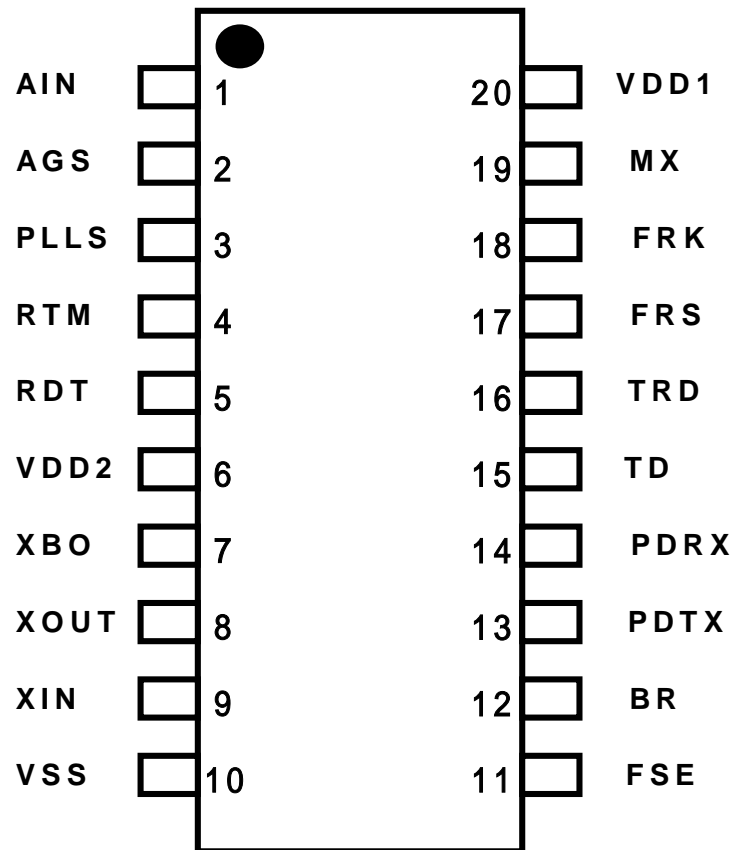 AIN 1 20 VDD1
AGS 2 19 MX
PLLS 3 18 FRK
RTM 4 17 FRS
RDT 5 16 TRD
VDD2 6 15 TD
XBO 7 14 PDRX
XOUT 8 13 PDTX
XIN 9 12 BR
VSS 10 11 FSE